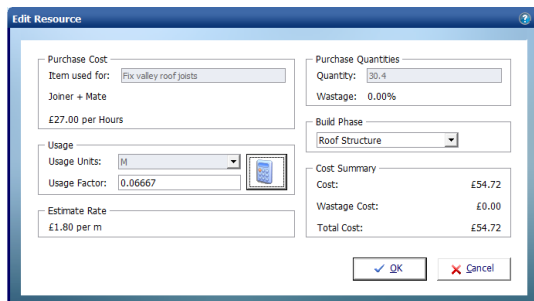 Edit Resource
Purchase Cost
Item used for: Fix valley roof joists
Joiner + Mate
£27.00 per Hours
Usage
Usage Units: M
Usage Factor: 0.06667
Estimate Rate
£1.80 per m
Purchase Quantities
Quantity: 30.4
Wastage: 0.00%
Build Phase
Roof Structure
Cost Summary
Cost: £54.72
Wastage Cost: £0.00
Total Cost: £54.72
OK
Cancel